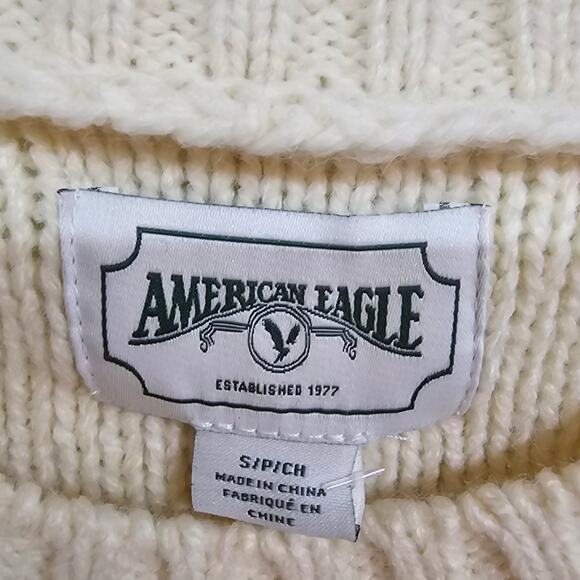 AMERICAN EAGLE
ESTABLISHED 1977
S/P/CH
MADE IN CHINA
FABRIQUÉ EN
CHINE